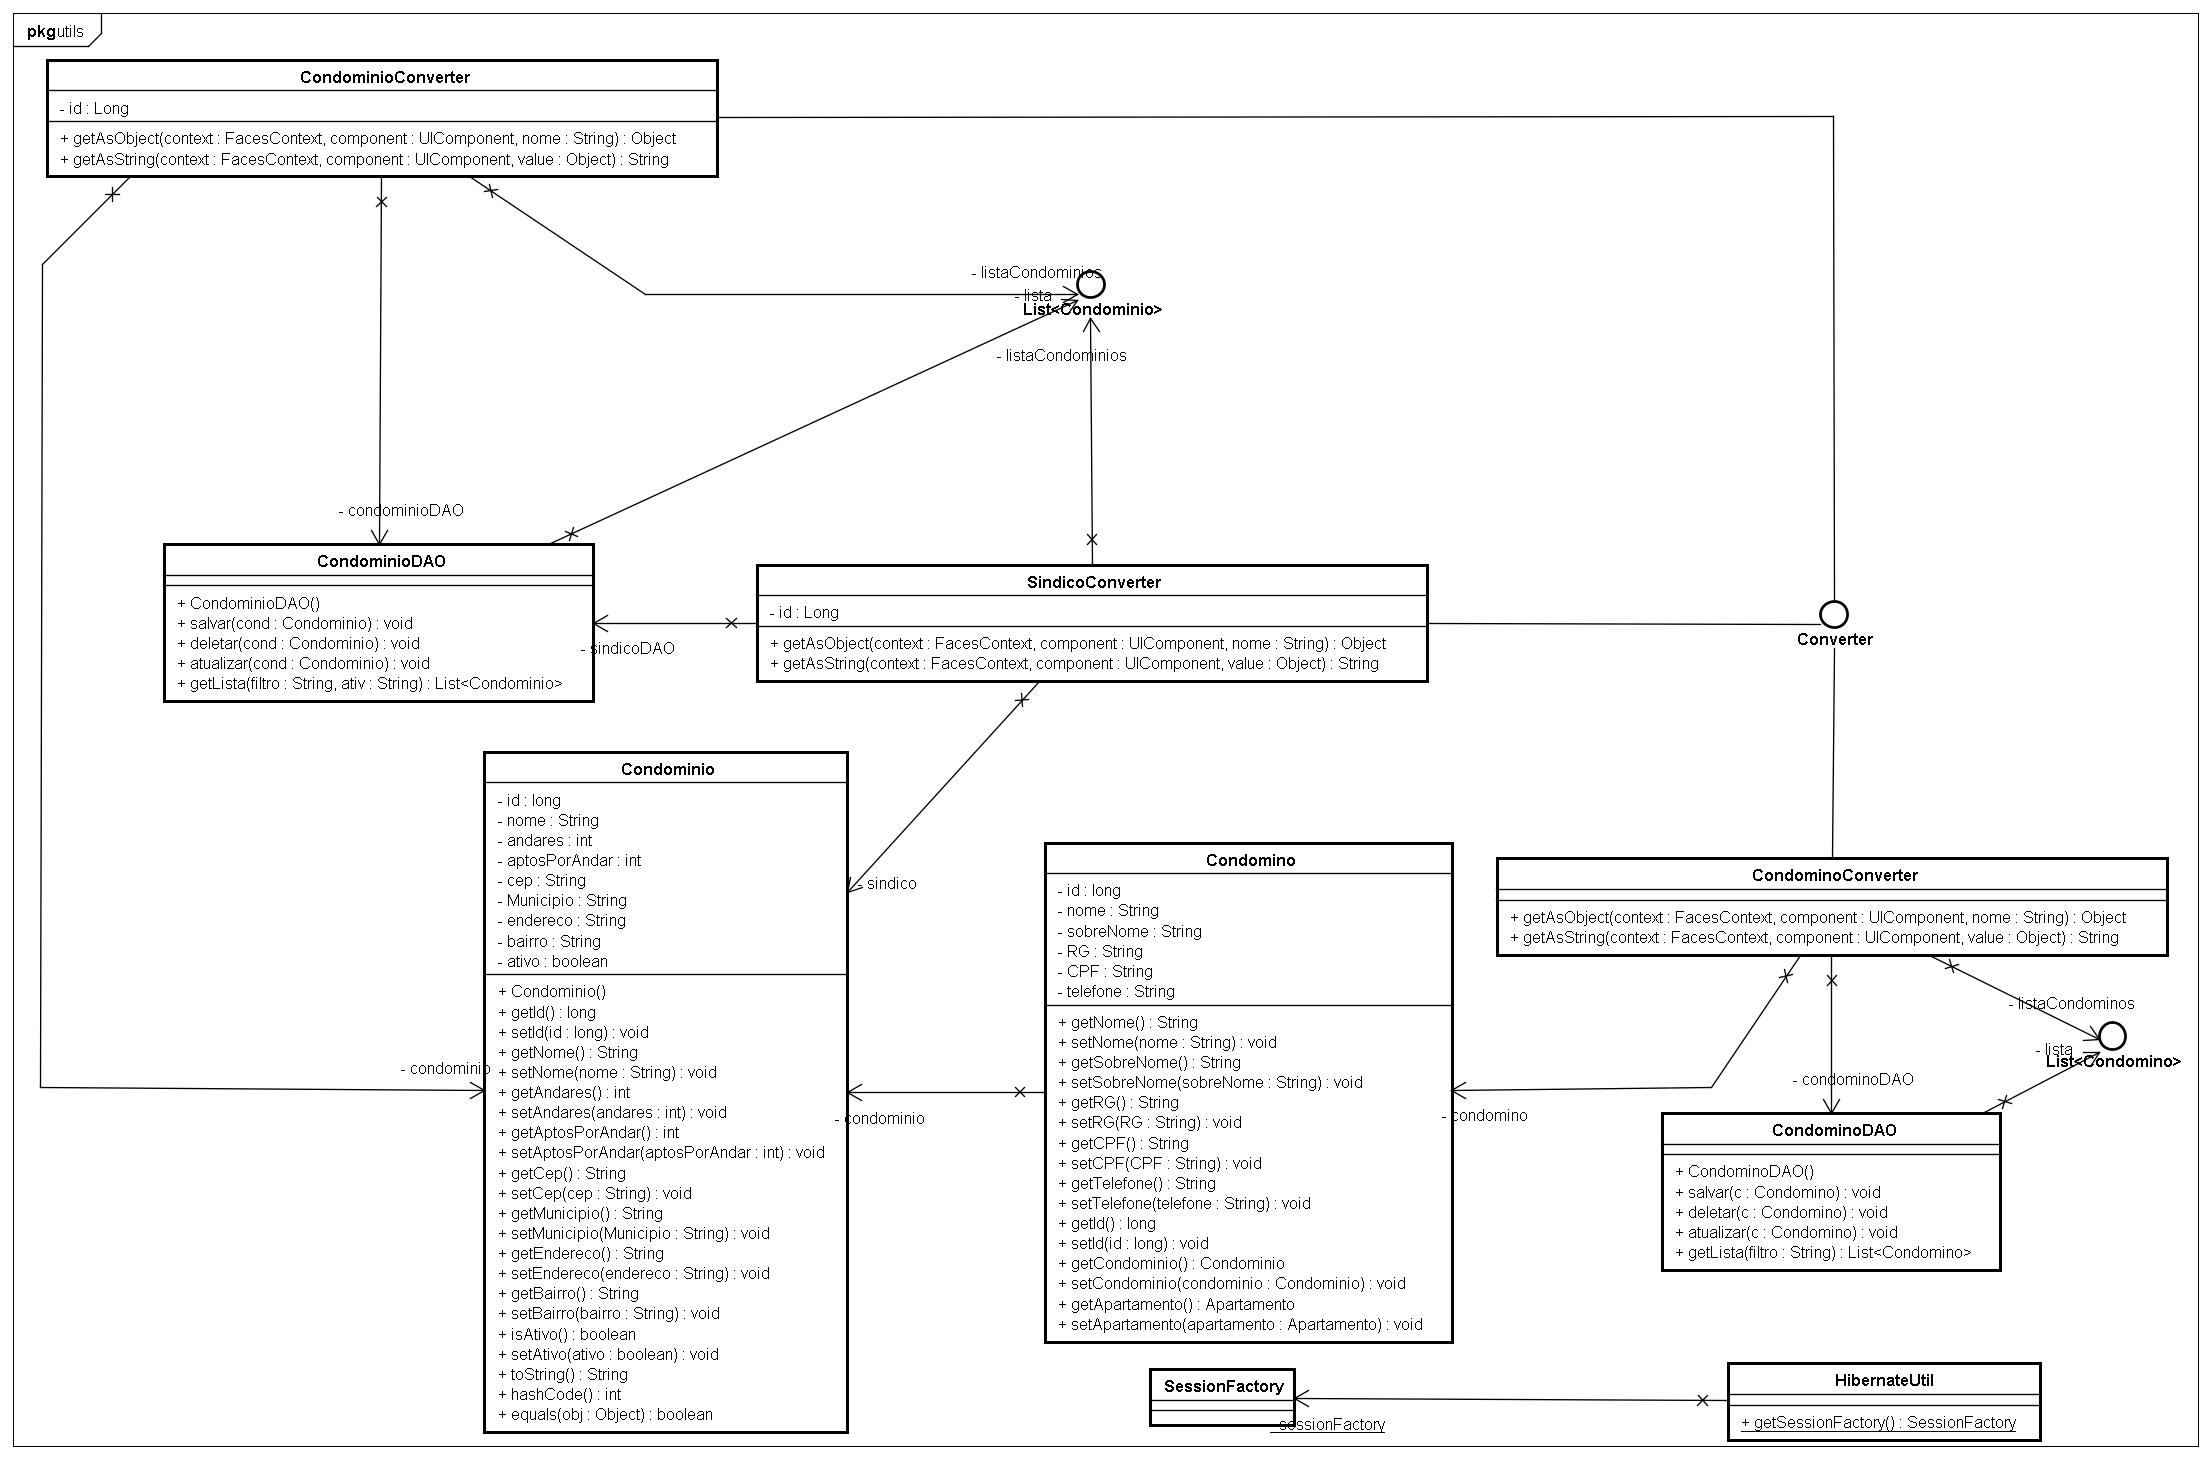 pkg utils
CondominioConverter
- id : Long
+ getAsObject(context : FacesContext, component : UIComponent, nome : String) : Object
+ getAsString(context : FacesContext, component : UIComponent, value : Object) : String
- listaCondominios
- lista
List<Condominio>
- listaCondominios
- condominioDAO
CondominioDAO
+ CondominioDAO()
+ salvar(cond : Condominio) : void
+ deletar(cond : Condominio) : void
+ atualizar(cond : Condominio) : void
+ getLista(filtro : String, ativ : String) : List<Condominio>
- sindicoDAO
SindicoConverter
- id : Long
+ getAsObject(context : FacesContext, component : UIComponent, nome : String) : Object
+ getAsString(context : FacesContext, component : UIComponent, value : Object) : String
Converter
- sindico
Condominio
- id : long
- nome : String
- andares : int
- aptosPorAndar : int
- cep : String
- Municipio : String
- endereco : String
- bairro : String
- ativo : boolean
+ Condominio()
+ getId() : long
+ setId(id : long) : void
+ getNome() : String
+ setNome(nome : String) : void
+ getAndares() : int
+ setAndares(andares : int) : void
+ getAptosPorAndar() : int
+ setAptosPorAndar(aptosPorAndar : int) : void
+ getCep() : String
+ setCep(cep : String) : void
+ getMunicipio() : String
+ setMunicipio(Municipio : String) : void
+ getEndereco() : String
+ setEndereco(endereco : String) : void
+ getBairro() : String
+ setBairro(bairro : String) : void
+ isAtivo() : boolean
+ setAtivo(ativo : boolean) : void
+ toString() : String
+ hashCode() : int
+ equals(obj : Object) : boolean
- condominio
- condominio
Condomino
- id : long
- nome : String
- sobreNome : String
- RG : String
- CPF : String
- telefone : String
+ getNome() : String
+ setNome(nome : String) : void
+ getSobreNome() : String
+ setSobreNome(sobreNome : String) : void
+ getRG() : String
+ setRG(RG : String) : void
+ getCPF() : String
+ setCPF(CPF : String) : void
+ getTelefone() : String
+ setTelefone(telefone : String) : void
+ getId() : long
+ setId(id : long) : void
+ getCondominio() : Condominio
+ setCondominio(condominio : Condominio) : void
+ getApartamento() : Apartamento
+ setApartamento(apartamento : Apartamento) : void
- condomino
CondominoConverter
+ getAsObject(context : FacesContext, component : UIComponent, nome : String) : Object
+ getAsString(context : FacesContext, component : UIComponent, value : Object) : String
- listaCondominos
- lista
List<Condomino>
- condominoDAO
CondominoDAO
+ CondominoDAO()
+ salvar(c : Condomino) : void
+ deletar(c : Condomino) : void
+ atualizar(c : Condomino) : void
+ getLista(filtro : String) : List<Condomino>
SessionFactory
- sessionFactory
HibernateUtil
+ getSessionFactory() : SessionFactory